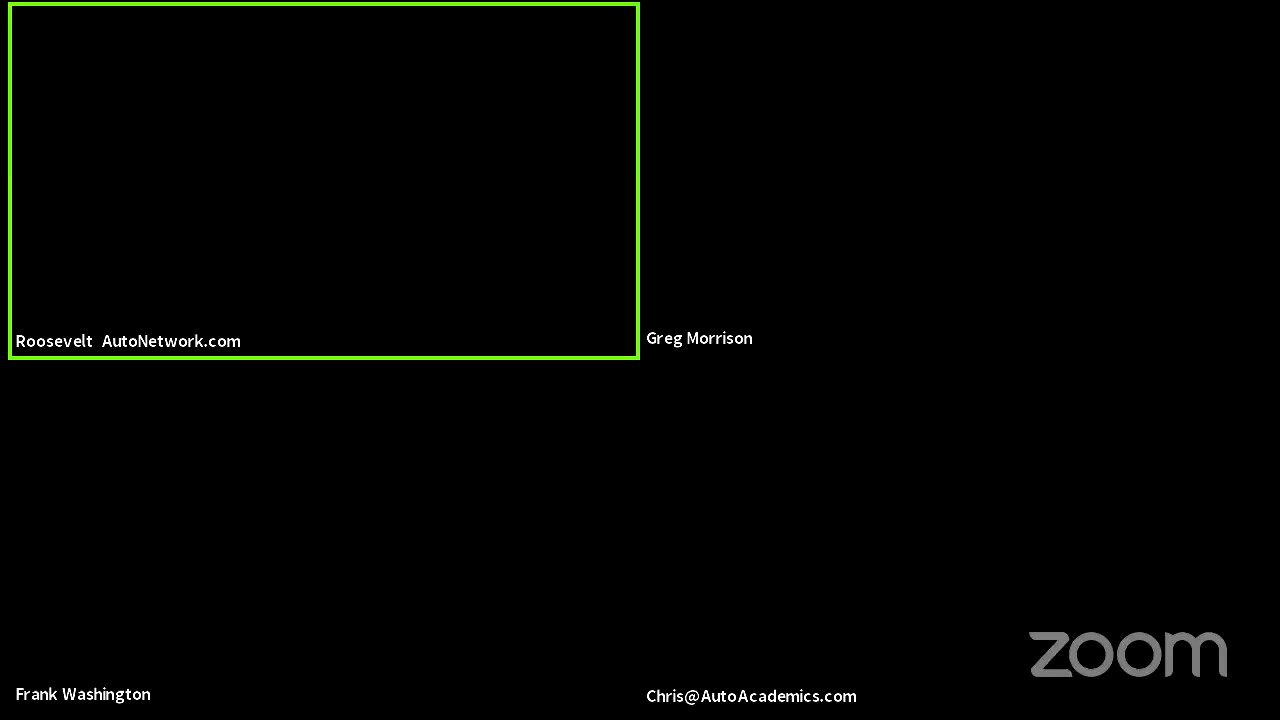 Roosevelt  AutoNetwork.com
Greg Morrison
Frank Washington
Chris@AutoAcademics.com
zoom